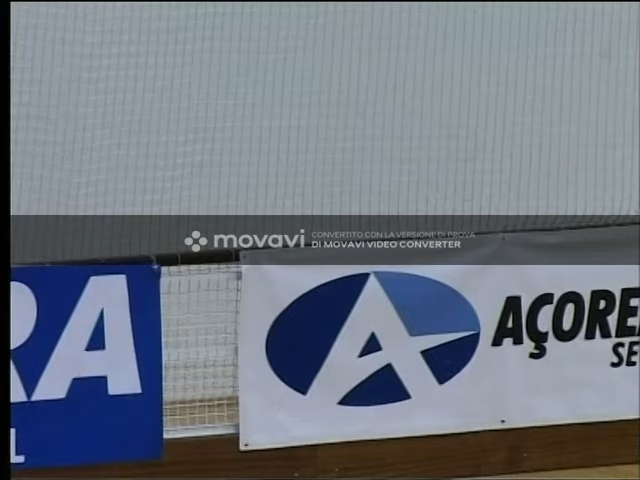 movavi
CONVERTITO CON LA VERSIONE DI PROVA
DI MOVAVI VIDEO CONVERTER
RA
L
A
AÇORE
SE